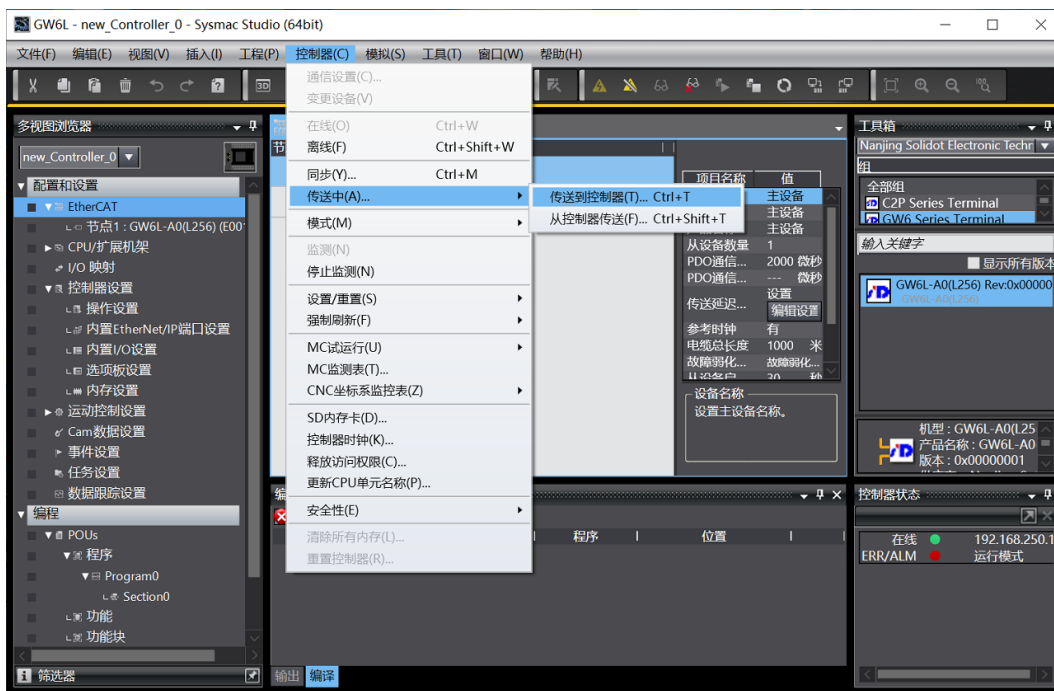 GW6L - new_Controller_0 - Sysmac Studio (64bit)
文件(F) 编辑(E) 视图(V) 插入(I) 工程(P) 控制器(C) 模拟(S) 工具(T) 窗口(W) 帮助(H)
多视图浏览器
new_Controller_0
配置和设置
EtherCAT
节点1 : GW6L-A0(L256) (E00
CPU/扩展机架
I/O 映射
控制器设置
操作设置
内置EtherNet/IP端口设置
内置I/O设置
选项板设置
内存设置
运动控制设置
Cam数据设置
事件设置
任务设置
数据跟踪设置
编程
POUs
程序
Program0
Section0
功能
功能块
筛选器
通信设置(C)...
变更设备(V)
在线(O) Ctrl+W
离线(F) Ctrl+Shift+W
同步(Y)... Ctrl+M
传送中(A)...
模式(M)
监测(N)
停止监测(N)
设置/重置(S)
强制刷新(F)
MC试运行(U)
MC监测表(T)...
CNC坐标系监控表(Z)
SD内存卡(D)...
控制器时钟(K)...
释放访问权限(C)...
更新CPU单元名称(P)...
安全性(E)
清除所有内存(L)...
重置控制器(R)...
传送到控制器(T)... Ctrl+T
从控制器传送(F)... Ctrl+Shift+T
节
项目名称 值
主设备
主设备
主设备
从设备数量 1
PDO通信... 2000 微秒
PDO通信... --- 微秒
传送延迟... 设置
编辑设置
参考时钟 有
电缆总长度 1000 米
故障弱化... 故障弱化...
设备名称
设置主设备名称。
编
程序 位置
输出 编译
工具箱
Nanjing Solidot Electronic Techr
组
全部组
C2P Series Terminal
GW6 Series Terminal
输入关键字
显示所有版本
GW6L-A0(L256) Rev:0x00000
GW6L-A0(L256)
机型 : GW6L-A0(L25
产品名称 : GW6L-A0
版本 : 0x00000001
控制器状态
在线 192.168.250.1
ERR/ALM 运行模式